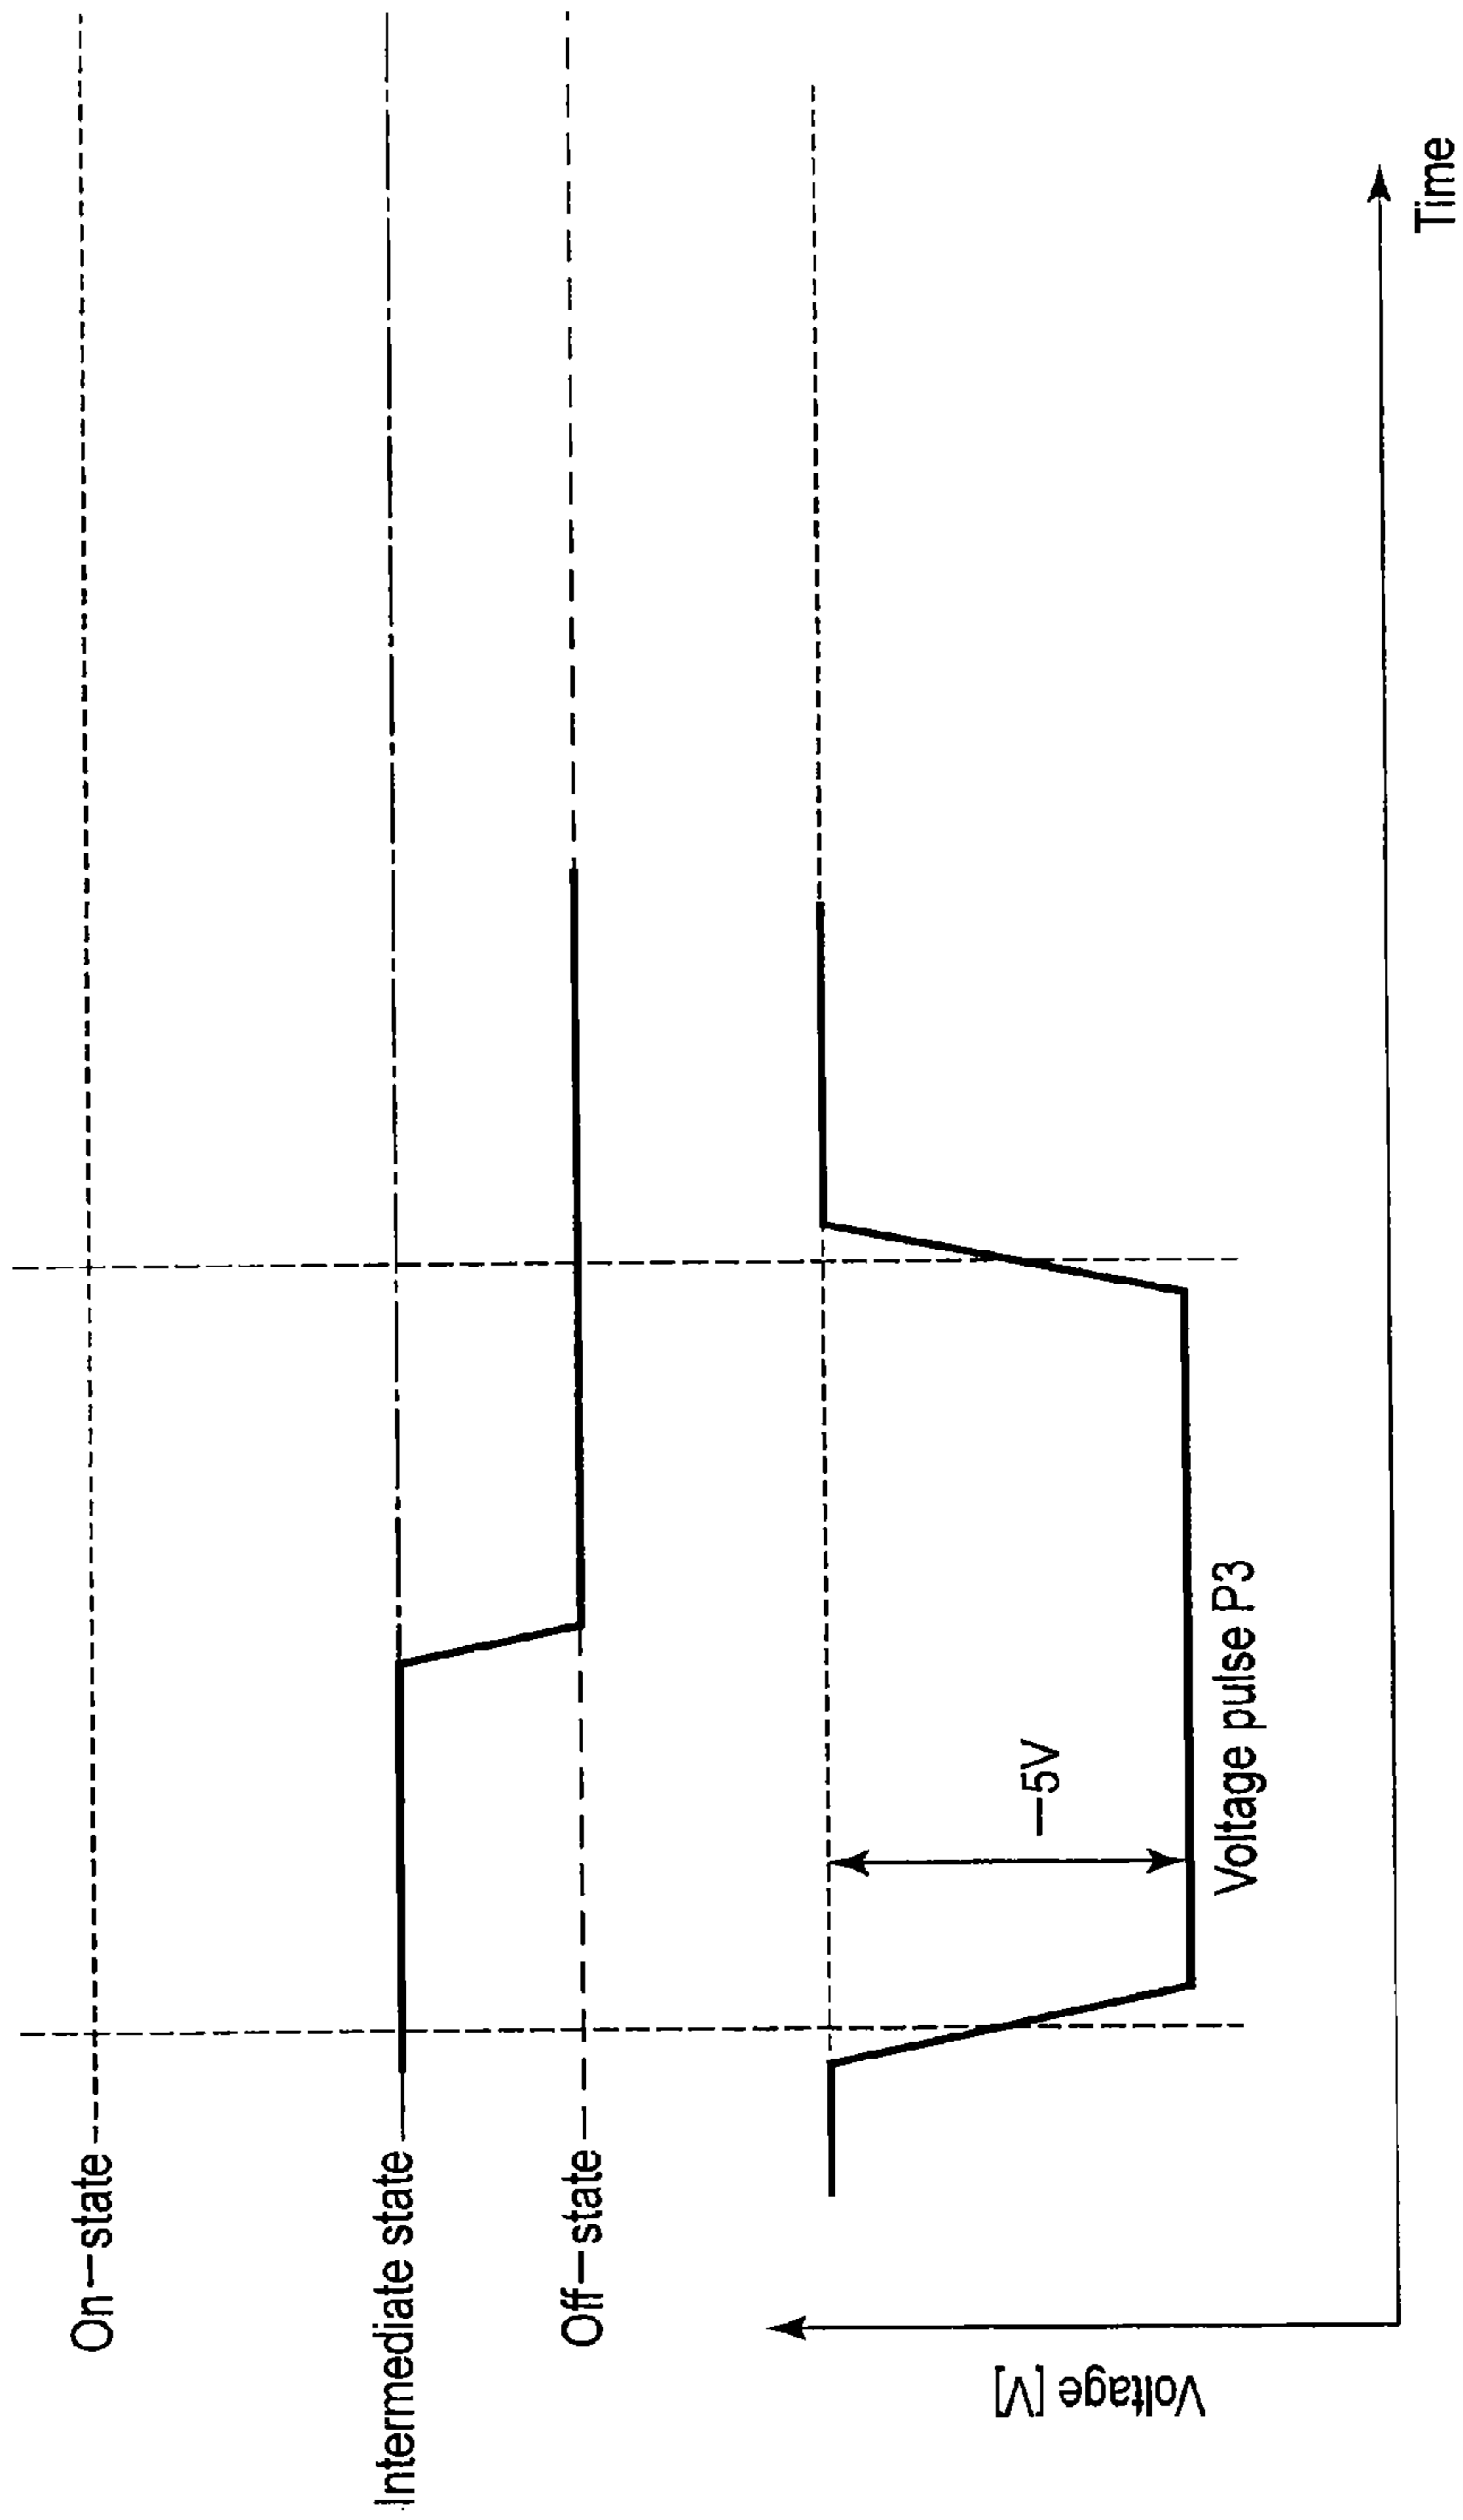 On-state
Intermediate state
Off-state
Voltage [V]
-5V
Voltage pulse P3
Time